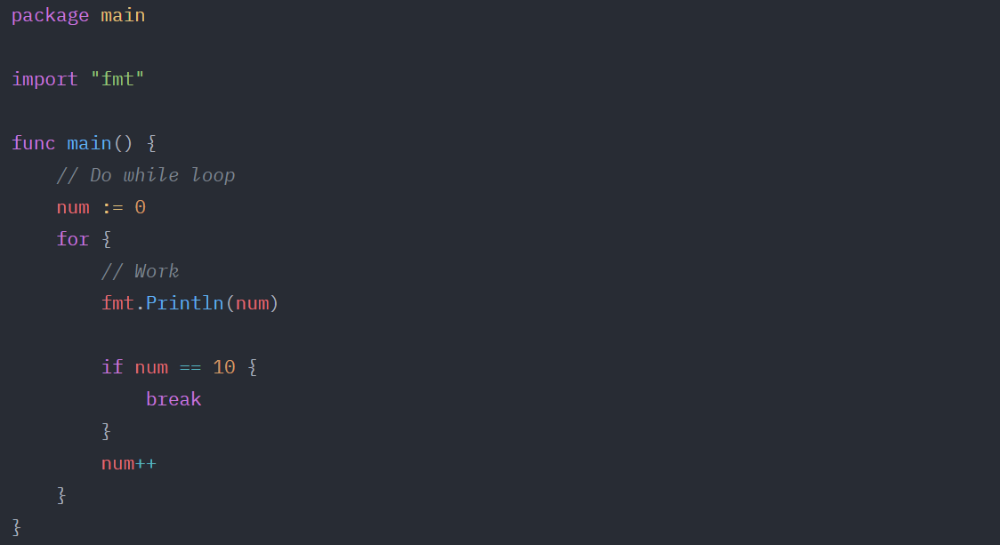 package main
import "fmt"
func main() {
    // Do while loop
    num := 0
    for {
        // Work
        fmt.Println(num)
        if num == 10 {
            break
        }
        num++
    }
}